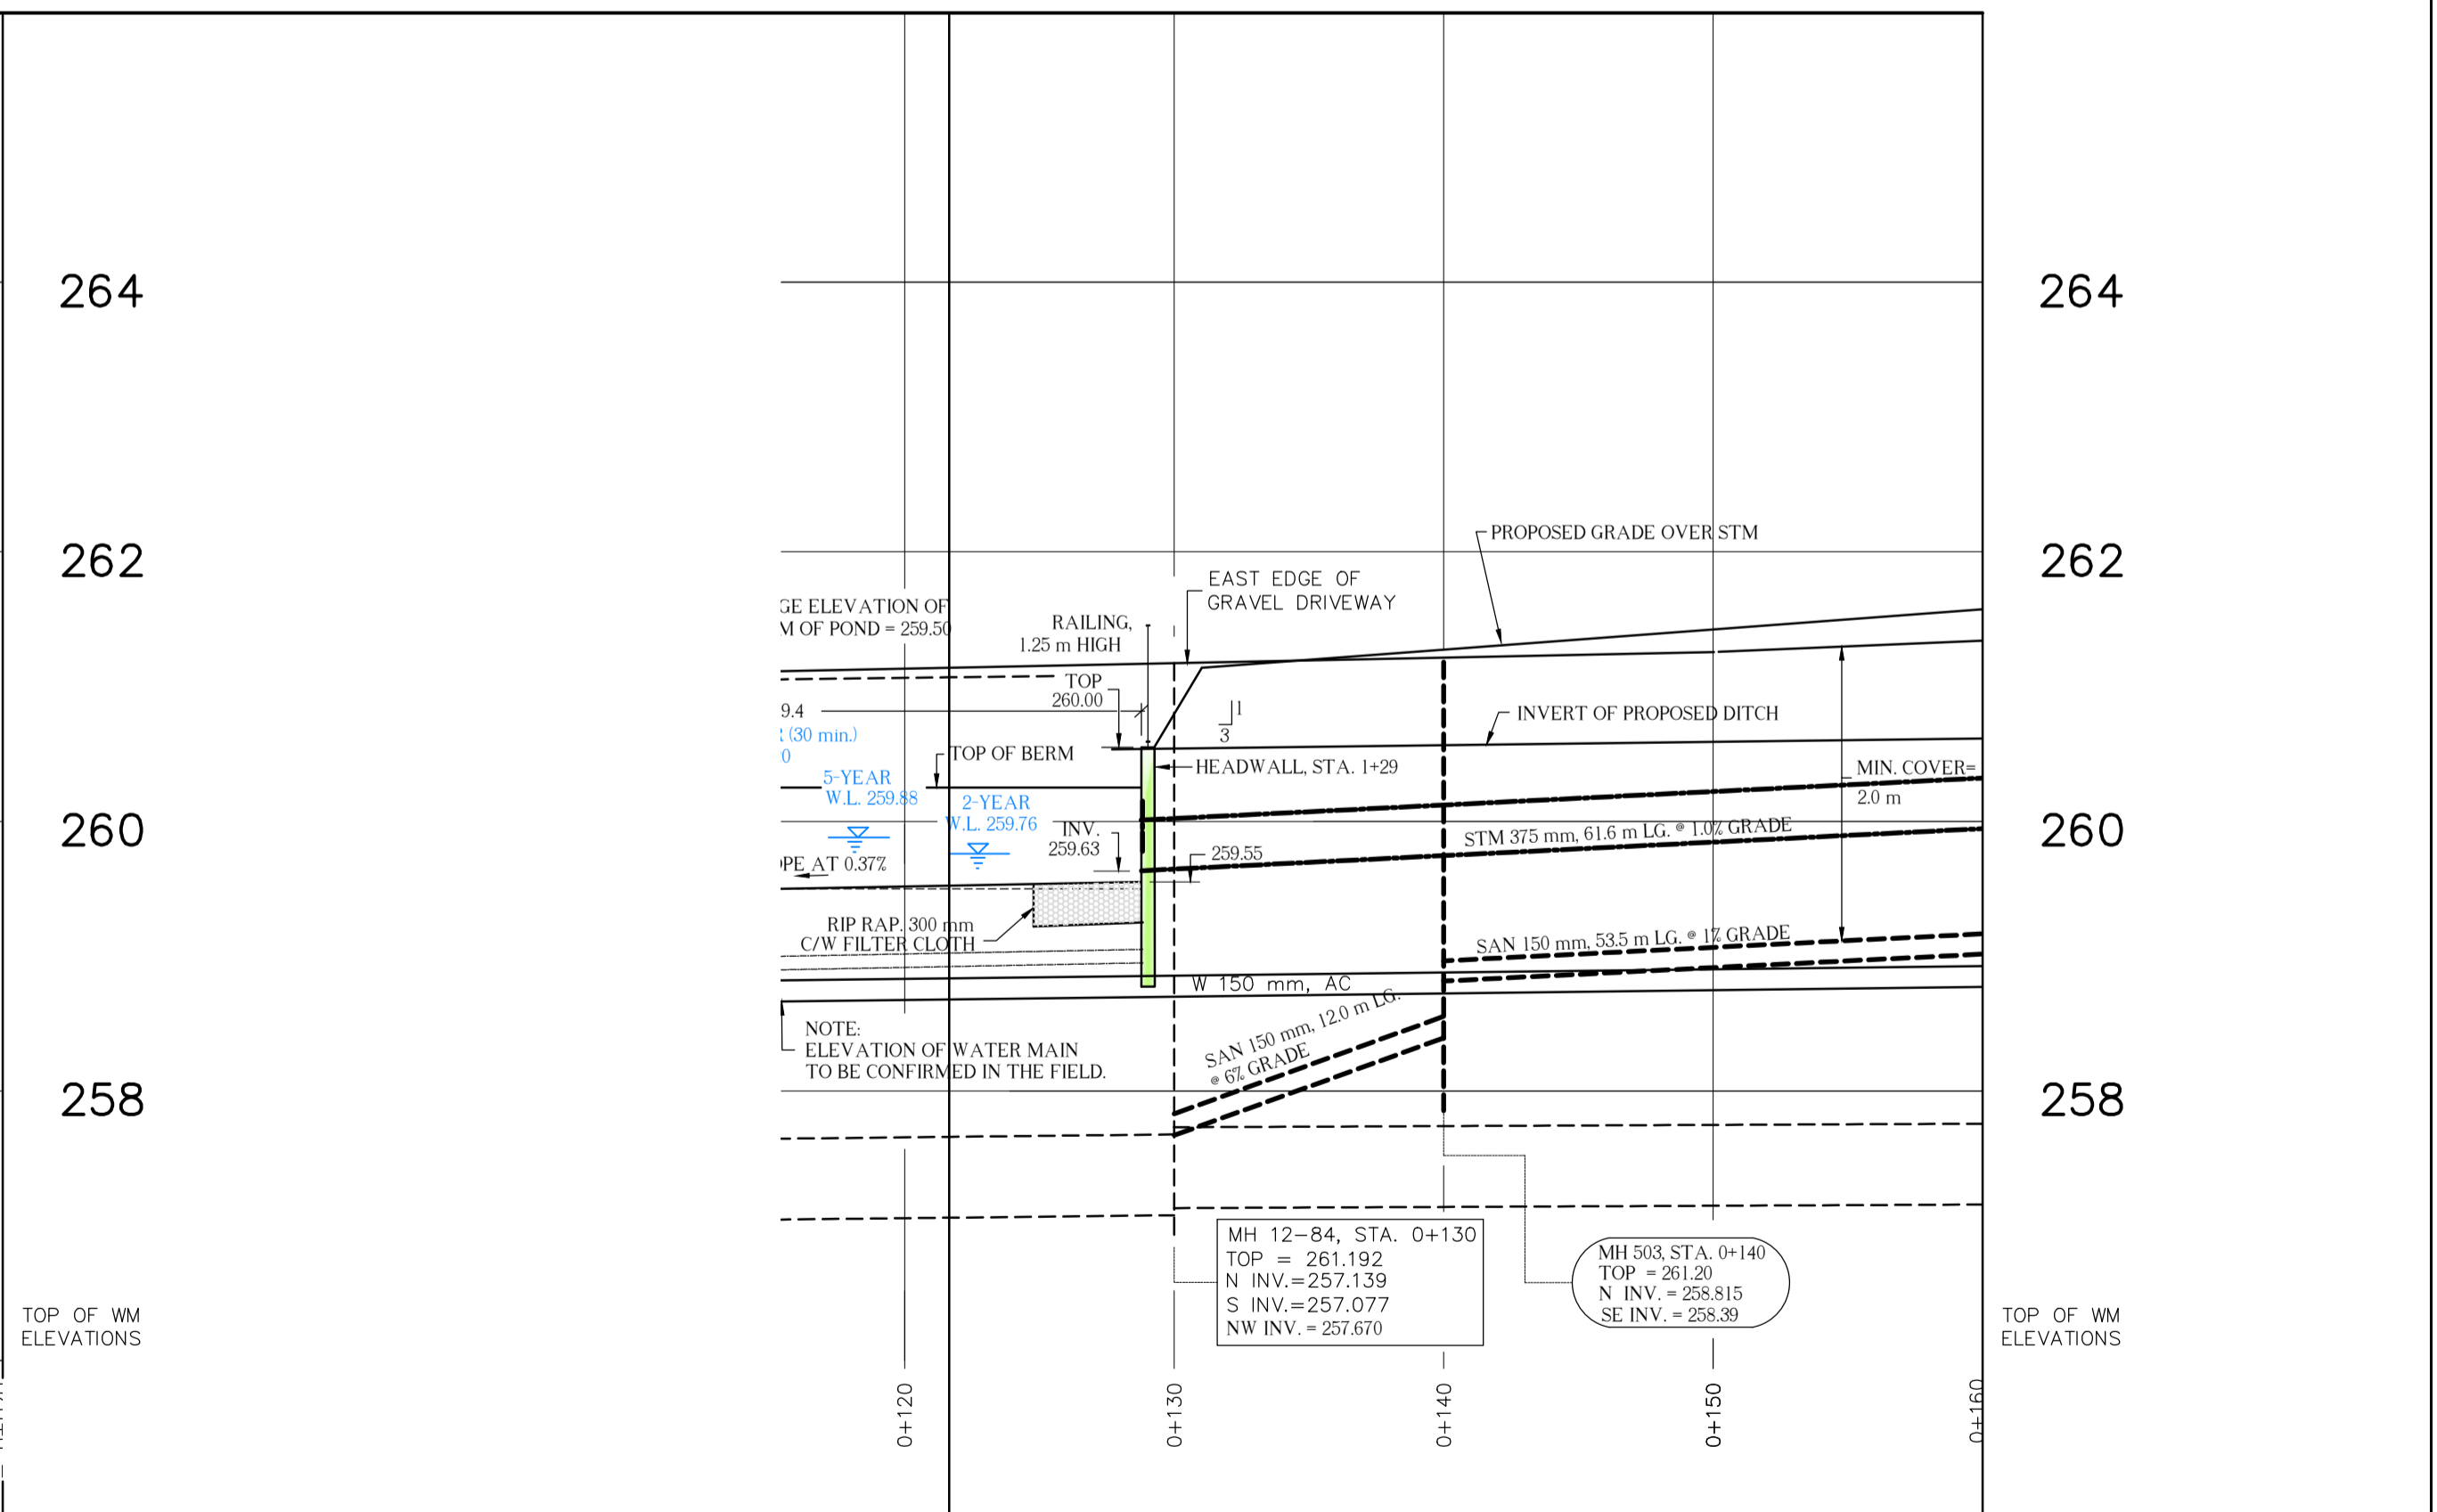 264
264
262
262
PROPOSED GRADE OVER STM
EAST EDGE OF
GRAVEL DRIVEWAY
GE ELEVATION OF
M OF POND = 259.50
RAILING,
1.25 m HIGH
TOP
260.00
9.4
(30 min.)
0
1
3
INVERT OF PROPOSED DITCH
TOP OF BERM
HEADWALL, STA. 1+29
MIN. COVER=
2.0 m
5-YEAR
W.L. 259.88
2-YEAR
W.L. 259.76
INV.
259.63
260
260
STM 375 mm, 61.6 m LG. @ 1.0% GRADE
259.55
OPE AT 0.37%
RIP RAP. 300 mm
C/W FILTER CLOTH
SAN 150 mm, 53.5 m LG. @ 1% GRADE
W 150 mm, AC
SAN 150 mm, 12.0 m LG.
@ 6% GRADE
NOTE:
ELEVATION OF WATER MAIN
TO BE CONFIRMED IN THE FIELD.
258
258
MH 12-84, STA. 0+130
TOP = 261.192
N INV.=257.139
S INV.=257.077
NW INV. = 257.670
MH 503, STA. 0+140
TOP = 261.20
N INV. = 258.815
SE INV. = 258.39
TOP OF WM
ELEVATIONS
TOP OF WM
ELEVATIONS
0+120
0+130
0+140
0+150
0+160